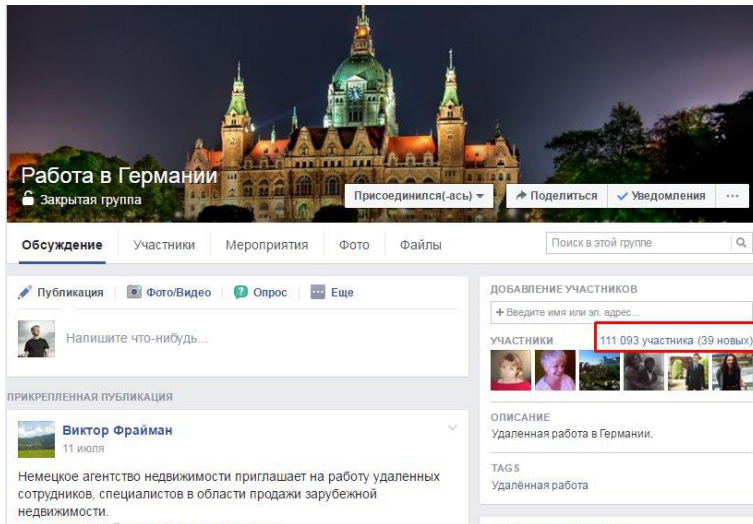 Работа в Германии
Закрытая группа
Присоединился(-ась)
Поделиться
Уведомления
Обсуждение
Участники
Мероприятия
Фото
Файлы
Поиск в этой группе
Публикация
Фото/Видео
Опрос
Еще
Напишите что-нибудь...
ПРИКРЕПЛЕННАЯ ПУБЛИКАЦИЯ
Виктор Фрайман
11 июля
Немецкое агентство недвижимости приглашает на работу удаленных
сотрудников, специалистов в области продажи зарубежной
недвижимости.
ДОБАВЛЕНИЕ УЧАСТНИКОВ
+ Введите имя или эл. адрес...
УЧАСТНИКИ
111 093 участника (39 новых)
ОПИСАНИЕ
Удаленная работа в Германии.
TAGS
Удалённая работа